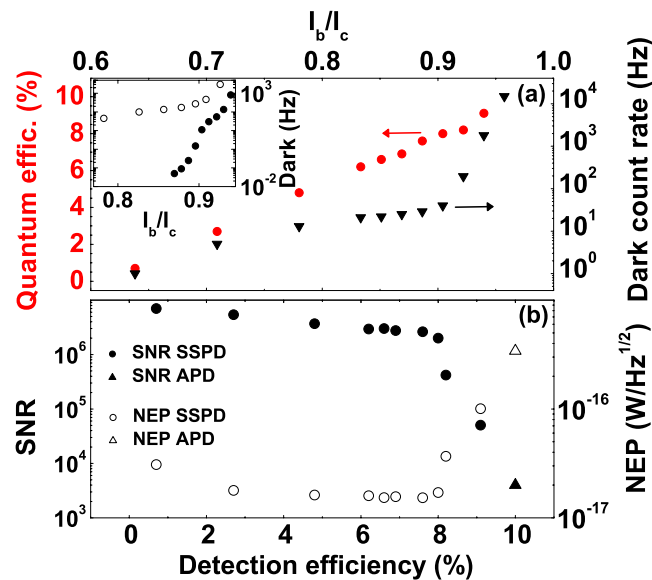 I_b/I_c
0.6 0.7 0.8 0.9 1.0
Quantum effic. (%)
10
8
6
4
2
0
(a)
10^3
10^-2
Dark (Hz)
0.8 0.9
I_b/I_c
10^4
10^3
10^2
10^1
10^0
Dark count rate (Hz)
(b)
SNR SSPD
SNR APD
NEP SSPD
NEP APD
SNR
10^6
10^5
10^4
10^3
10^-16
10^-17
NEP (W/Hz^1/2)
0 2 4 6 8 10
Detection efficiency (%)